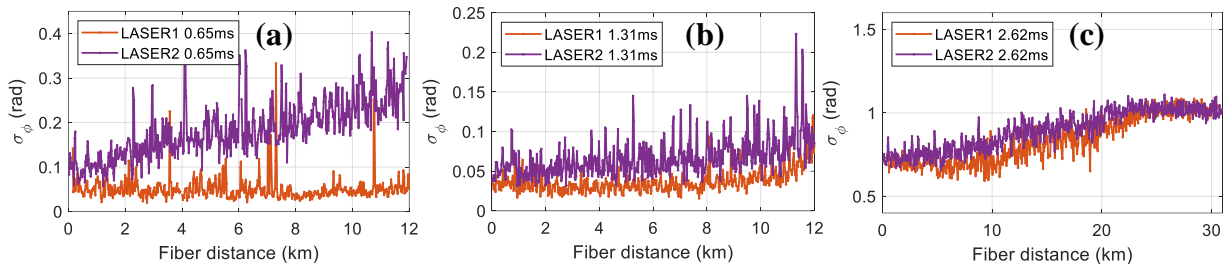 LASER1 0.65ms
LASER2 0.65ms
(a)
σϕ (rad)
0.4
0.3
0.2
0.1
0
0 2 4 6 8 10 12
Fiber distance (km)
LASER1 1.31ms
LASER2 1.31ms
(b)
σϕ (rad)
0.25
0.2
0.15
0.1
0.05
0
0 2 4 6 8 10 12
Fiber distance (km)
LASER1 2.62ms
LASER2 2.62ms
(c)
σϕ (rad)
1.5
1
0.5
0 10 20 30
Fiber distance (km)